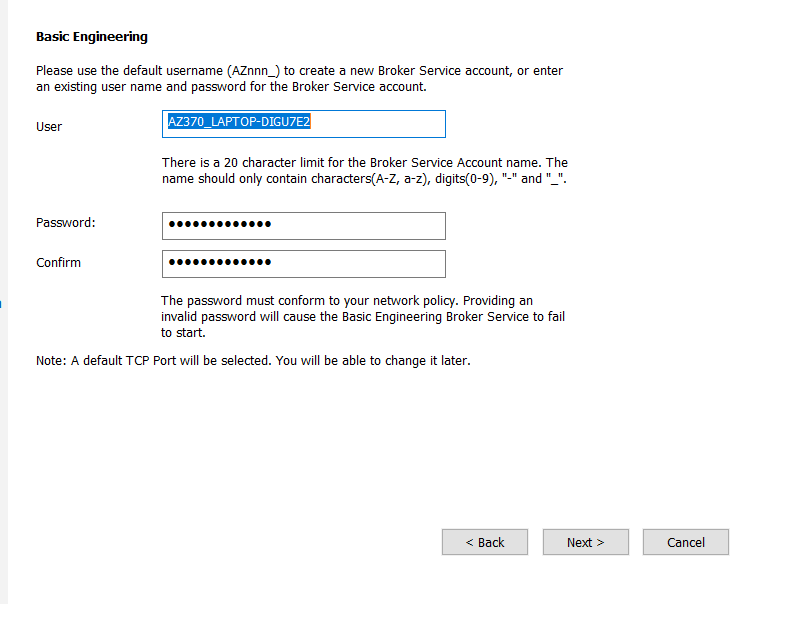 Basic Engineering
Please use the default username (AZnnn_) to create a new Broker Service account, or enter
an existing user name and password for the Broker Service account.
User
AZ370_LAPTOP-DIGU7E2
There is a 20 character limit for the Broker Service Account name. The
name should only contain characters(A-Z, a-z), digits(0-9), "-" and "_".
Password:
●●●●●●●●●●●●●
Confirm
●●●●●●●●●●●●●
The password must conform to your network policy. Providing an
invalid password will cause the Basic Engineering Broker Service to fail
to start.
Note: A default TCP Port will be selected. You will be able to change it later.
< Back
Next >
Cancel